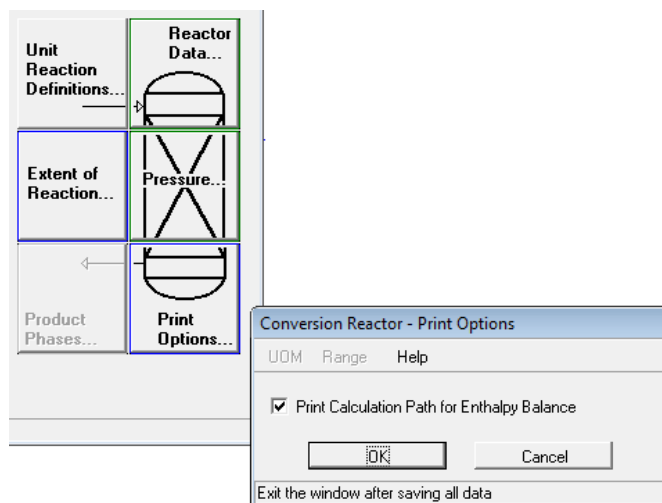 Unit
Reaction
Definitions...
Reactor
Data...
Extent of
Reaction...
Pressure...
Product
Phases...
Print
Options...
Conversion Reactor - Print Options
UOM Range Help
Print Calculation Path for Enthalpy Balance
OK Cancel
Exit the window after saving all data